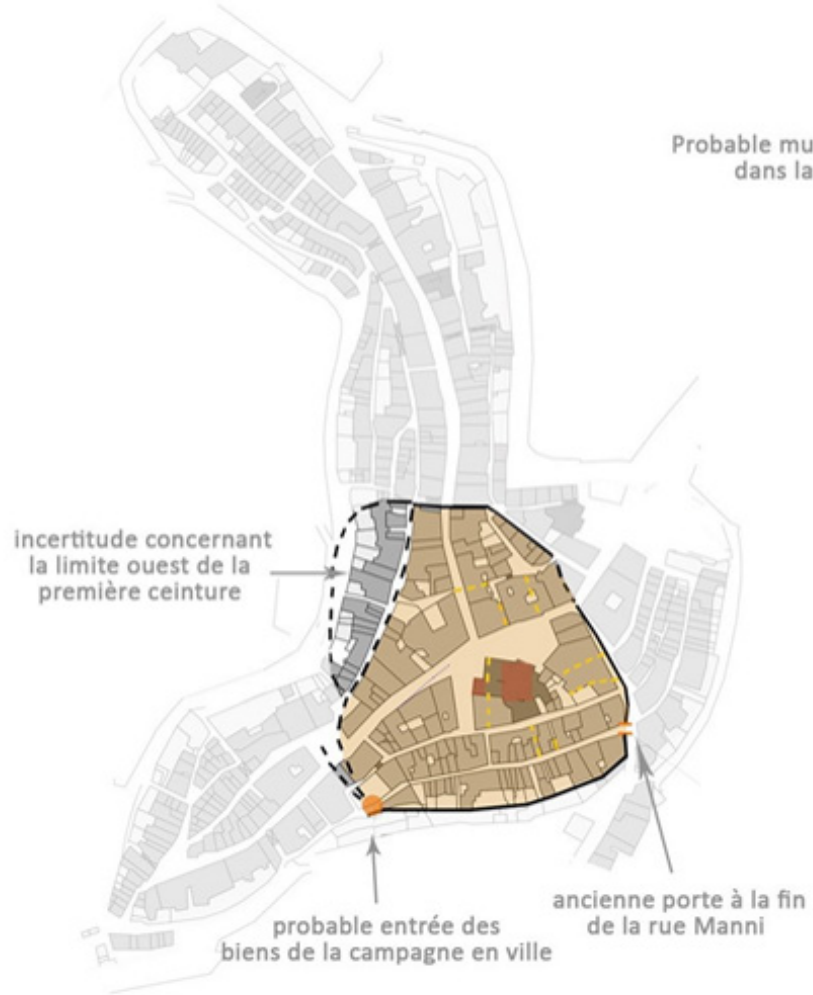 Probable mu
dans la
incertitude concernant
la limite ouest de la
première ceinture
probable entrée des
biens de la campagne en ville
ancienne porte à la fin
de la rue Manni